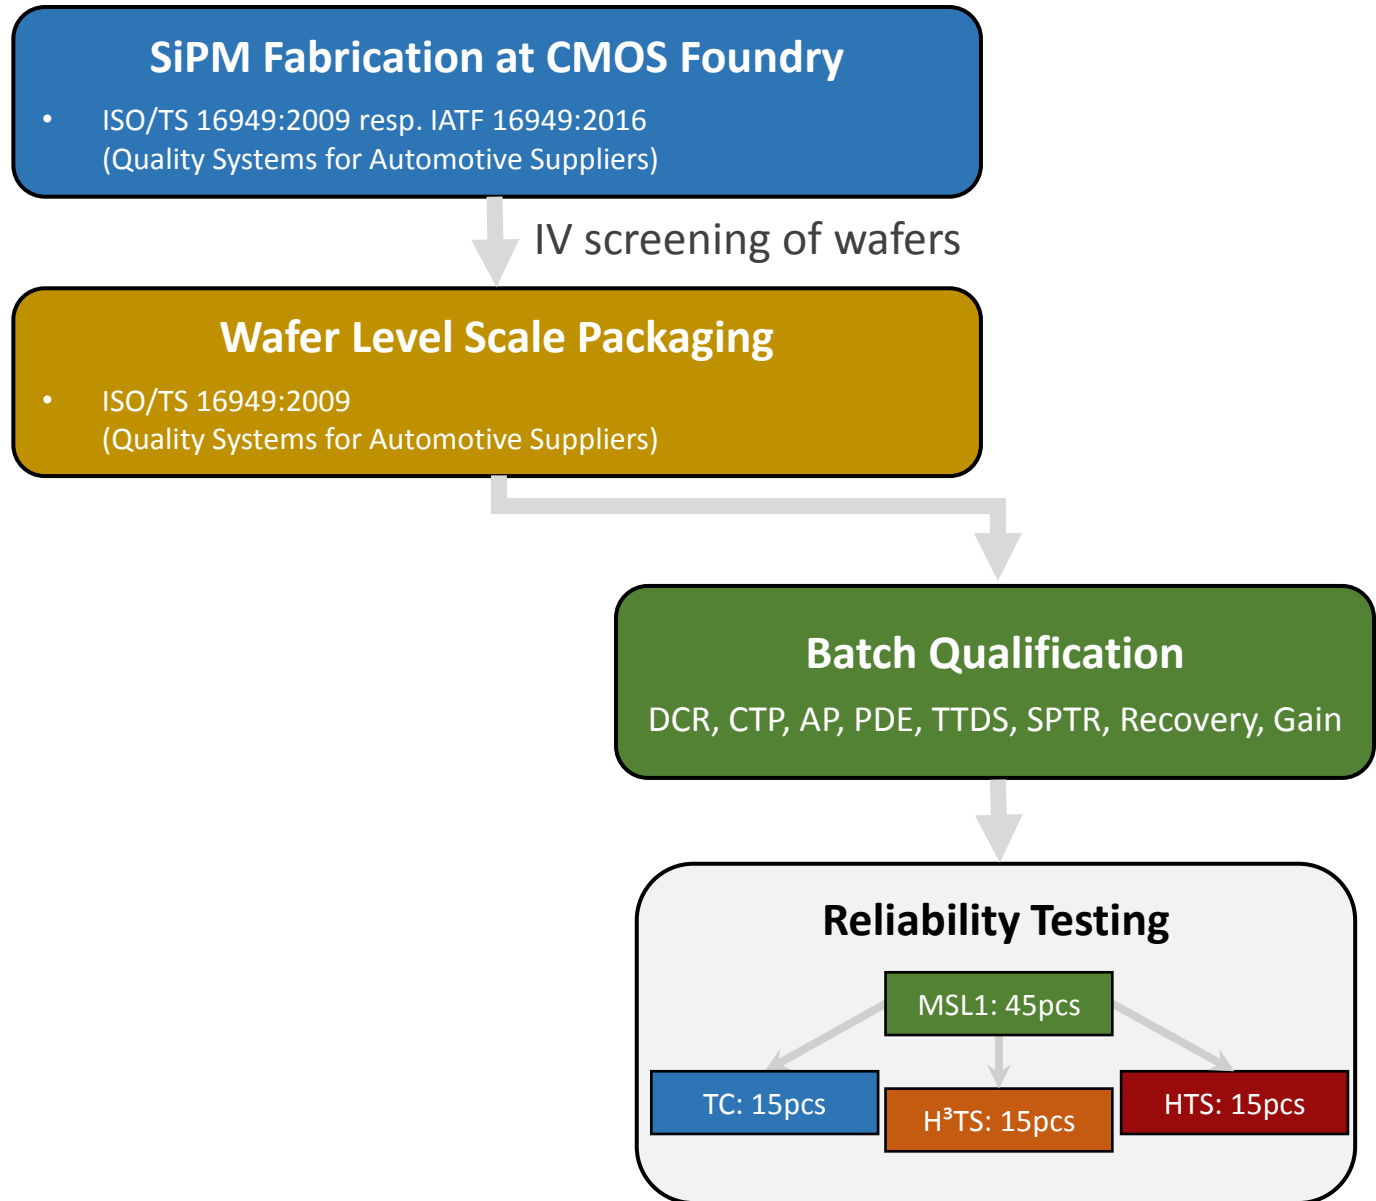 SiPM Fabrication at CMOS Foundry
• ISO/TS 16949:2009 resp. IATF 16949:2016
(Quality Systems for Automotive Suppliers)
IV screening of wafers
Wafer Level Scale Packaging
• ISO/TS 16949:2009
(Quality Systems for Automotive Suppliers)
Batch Qualification
DCR, CTP, AP, PDE, TTDS, SPTR, Recovery, Gain
Reliability Testing
MSL1: 45pcs
TC: 15pcs
H³TS: 15pcs
HTS: 15pcs